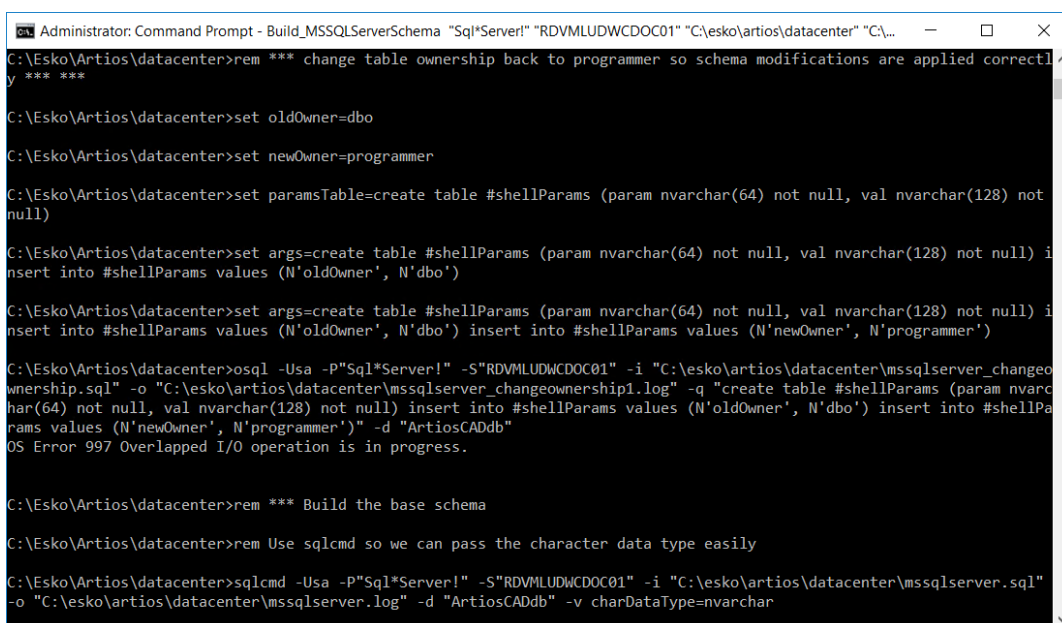 Administrator: Command Prompt - Build_MSSQLServerSchema "Sql*Server!" "RDVMLUDWCDOC01" "C:\esko\artios\datacenter" "C:\...
C:\Esko\Artios\datacenter>rem *** change table ownership back to programmer so schema modifications are applied correctl
y *** ***
C:\Esko\Artios\datacenter>set oldOwner=dbo
C:\Esko\Artios\datacenter>set newOwner=programmer
C:\Esko\Artios\datacenter>set paramsTable=create table #shellParams (param nvarchar(64) not null, val nvarchar(128) not
null)
C:\Esko\Artios\datacenter>set args=create table #shellParams (param nvarchar(64) not null, val nvarchar(128) not null) i
nsert into #shellParams values (N'oldOwner', N'dbo')
C:\Esko\Artios\datacenter>set args=create table #shellParams (param nvarchar(64) not null, val nvarchar(128) not null) i
nsert into #shellParams values (N'oldOwner', N'dbo') insert into #shellParams values (N'newOwner', N'programmer')
C:\Esko\Artios\datacenter>osql -Usa -P"Sql*Server!" -S"RDVMLUDWCDOC01" -i "C:\esko\artios\datacenter\mssqlserver_changeo
wnership.sql" -o "C:\esko\artios\datacenter\mssqlserver_changeownership1.log" -q "create table #shellParams (param nvarc
har(64) not null, val nvarchar(128) not null) insert into #shellParams values (N'oldOwner', N'dbo') insert into #shellPa
rams values (N'newOwner', N'programmer')" -d "ArtiosCADdb"
OS Error 997 Overlapped I/O operation is in progress.
C:\Esko\Artios\datacenter>rem *** Build the base schema
C:\Esko\Artios\datacenter>rem Use sqlcmd so we can pass the character data type easily
C:\Esko\Artios\datacenter>sqlcmd -Usa -P"Sql*Server!" -S"RDVMLUDWCDOC01" -i "C:\esko\artios\datacenter\mssqlserver.sql"
-o "C:\esko\artios\datacenter\mssqlserver.log" -d "ArtiosCADdb" -v charDataType=nvarchar